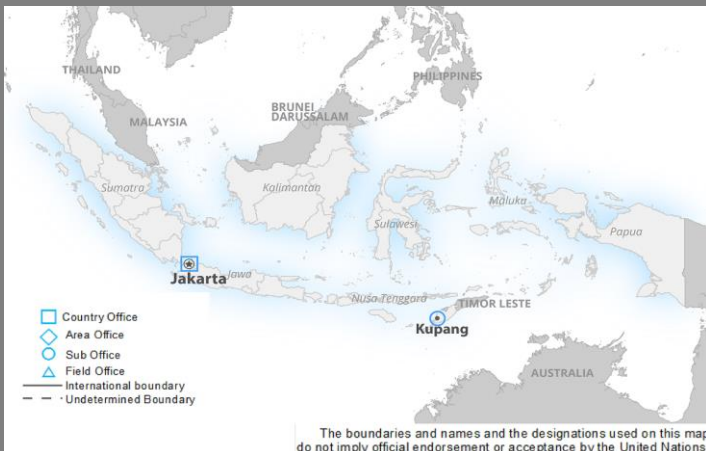 THAILAND
PHILIPPINES
BRUNEI
DARUSSALAM
MALAYSIA
Sumatra
Kalimantan
Maluka
Sulawesi
Papua
Jakarta
Jawa
Nusa Tenggara
TIMOR LESTE
Kupang
AUSTRALIA
Country Office
Area Office
Sub Office
Field Office
International boundary
Undetermined Boundary
The boundaries and names and the designations used on this map
do not imply official endorsement or acceptance by the United Nations.